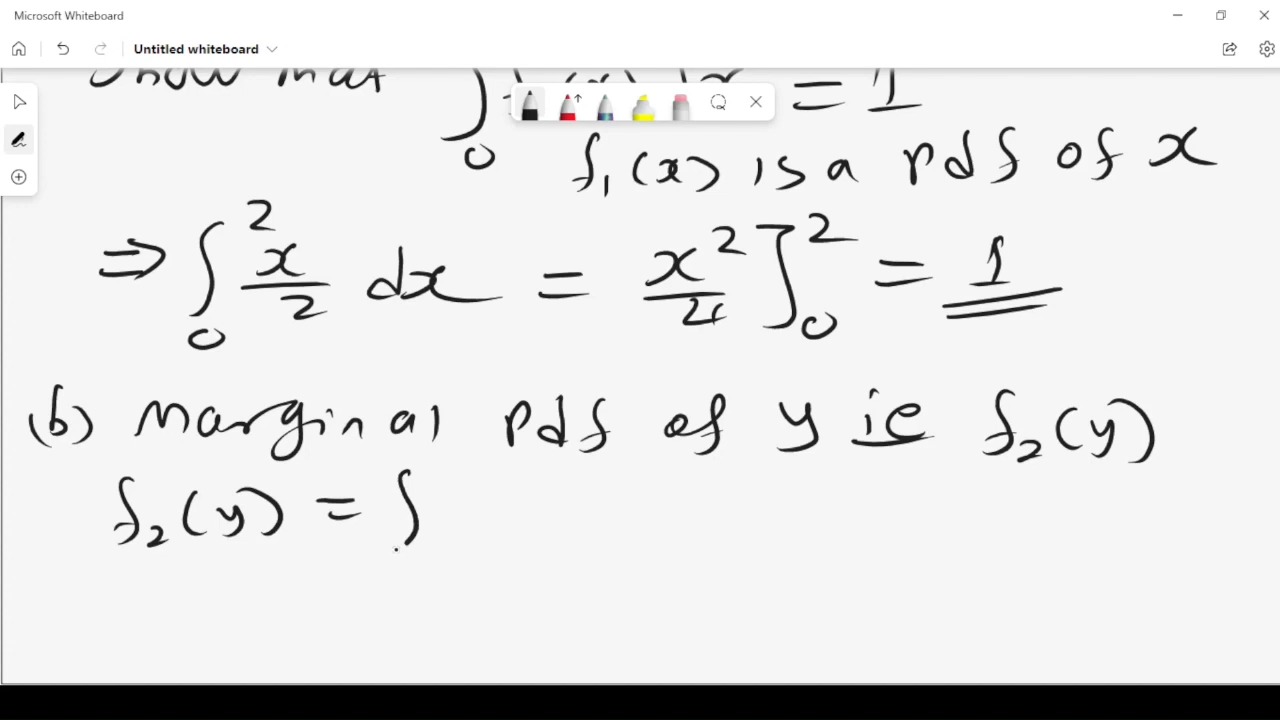 Microsoft Whiteboard
Untitled whiteboard
Show that ∫ = 1
0
f₁(x) is a pdf of x
⇒ ∫₀² x/2 dx = x²/4 ]₀² = 1
(b) Marginal pdf of y ie f₂(y)
f₂(y) = ∫